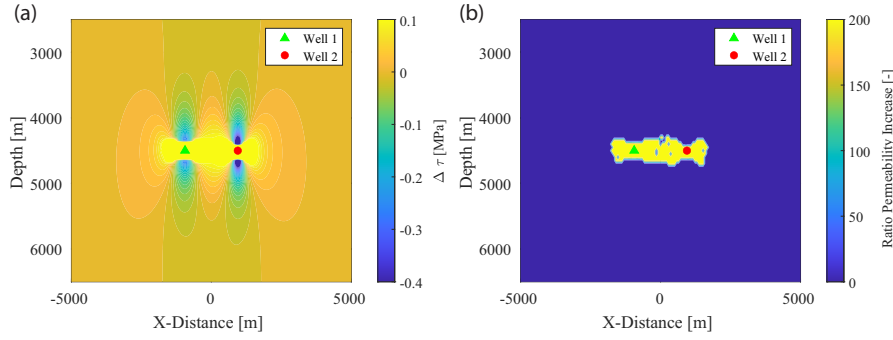 (a)
Well 1
Well 2
3000
4000
5000
6000
Depth [m]
-5000
0
5000
X-Distance [m]
0.1
0
-0.1
-0.2
-0.3
-0.4
Δ τ [MPa]
(b)
Well 1
Well 2
3000
4000
5000
6000
Depth [m]
-5000
0
5000
X-Distance [m]
200
150
100
50
0
Ratio Permeability Increase [-]